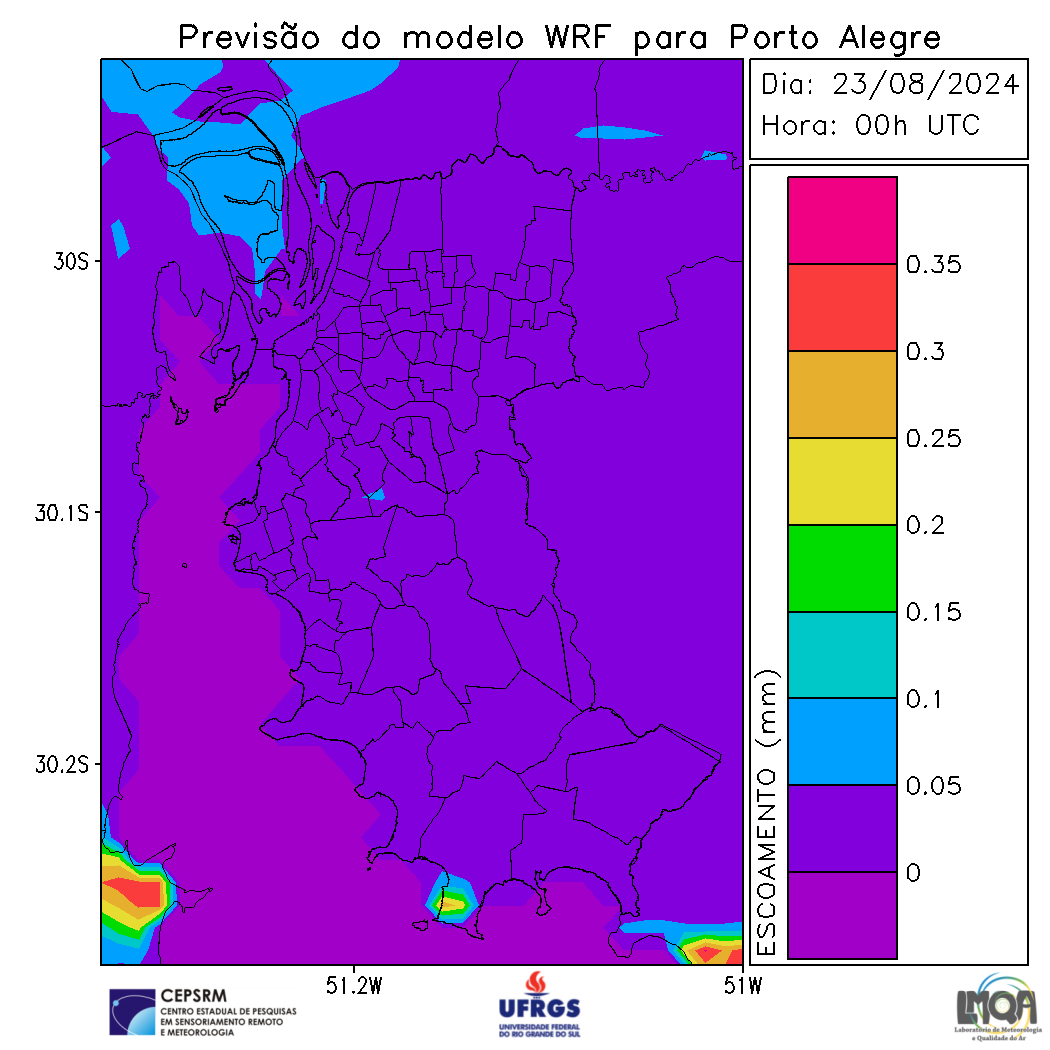 Previsão do modelo WRF para Porto Alegre
Dia: 23/08/2024
Hora: 00h UTC
30S
30.1S
30.2S
51.2W
51W
ESCOAMENTO (mm)
0.35
0.3
0.25
0.2
0.15
0.1
0.05
0
CEPSRM
CENTRO ESTADUAL DE PESQUISAS
EM SENSORIAMENTO REMOTO
E METEOROLOGIA
UFRGS
UNIVERSIDADE FEDERAL
DO RIO GRANDE DO SUL
LMQA
Laboratório de Meteorologia
e Qualidade do Ar